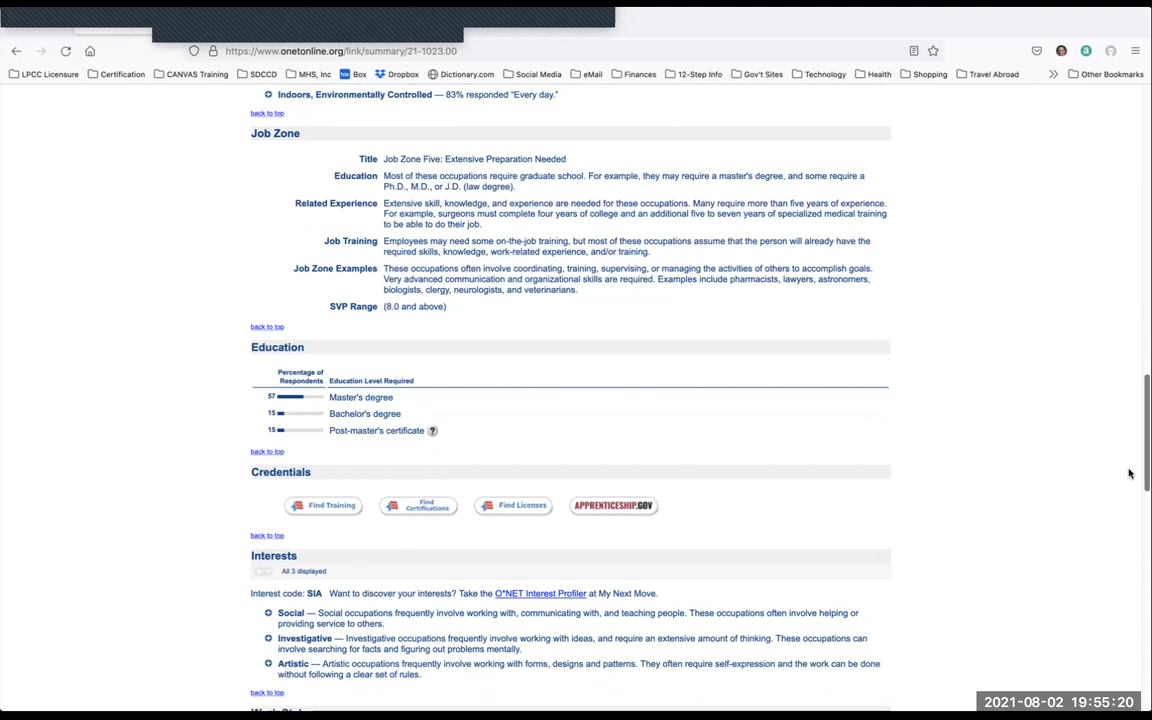 https://www.onetonline.org/link/summary/21-1023.00
LPCC Licensure Certification CANVAS Training SDCCD MHS, Inc Box Dropbox Dictionary.com Social Media eMail Finances 12-Step Info Gov't Sites Technology Health Shopping Travel Abroad Other Bookmarks
Indoors, Environmentally Controlled — 83% responded “Every day.”
back to top
Job Zone
Title Job Zone Five: Extensive Preparation Needed
Education Most of these occupations require graduate school. For example, they may require a master's degree, and some require a
Ph.D., M.D., or J.D. (law degree).
Related Experience Extensive skill, knowledge, and experience are needed for these occupations. Many require more than five years of experience.
For example, surgeons must complete four years of college and an additional five to seven years of specialized medical training
to be able to do their job.
Job Training Employees may need some on-the-job training, but most of these occupations assume that the person will already have the
required skills, knowledge, work-related experience, and/or training.
Job Zone Examples These occupations often involve coordinating, training, supervising, or managing the activities of others to accomplish goals.
Very advanced communication and organizational skills are required. Examples include pharmacists, lawyers, astronomers,
biologists, clergy, neurologists, and veterinarians.
SVP Range (8.0 and above)
back to top
Education
Percentage of
Respondents Education Level Required
57 Master's degree
15 Bachelor's degree
15 Post-master's certificate ?
back to top
Credentials
Find Training Find Certifications Find Licenses APPRENTICESHIP.GOV
back to top
Interests
All 3 displayed
Interest code: SIA Want to discover your interests? Take the O*NET Interest Profiler at My Next Move.
Social — Social occupations frequently involve working with, communicating with, and teaching people. These occupations often involve helping or
providing service to others.
Investigative — Investigative occupations frequently involve working with ideas, and require an extensive amount of thinking. These occupations can
involve searching for facts and figuring out problems mentally.
Artistic — Artistic occupations frequently involve working with forms, designs and patterns. They often require self-expression and the work can be done
without following a clear set of rules.
back to top
2021-08-02 19:55:20